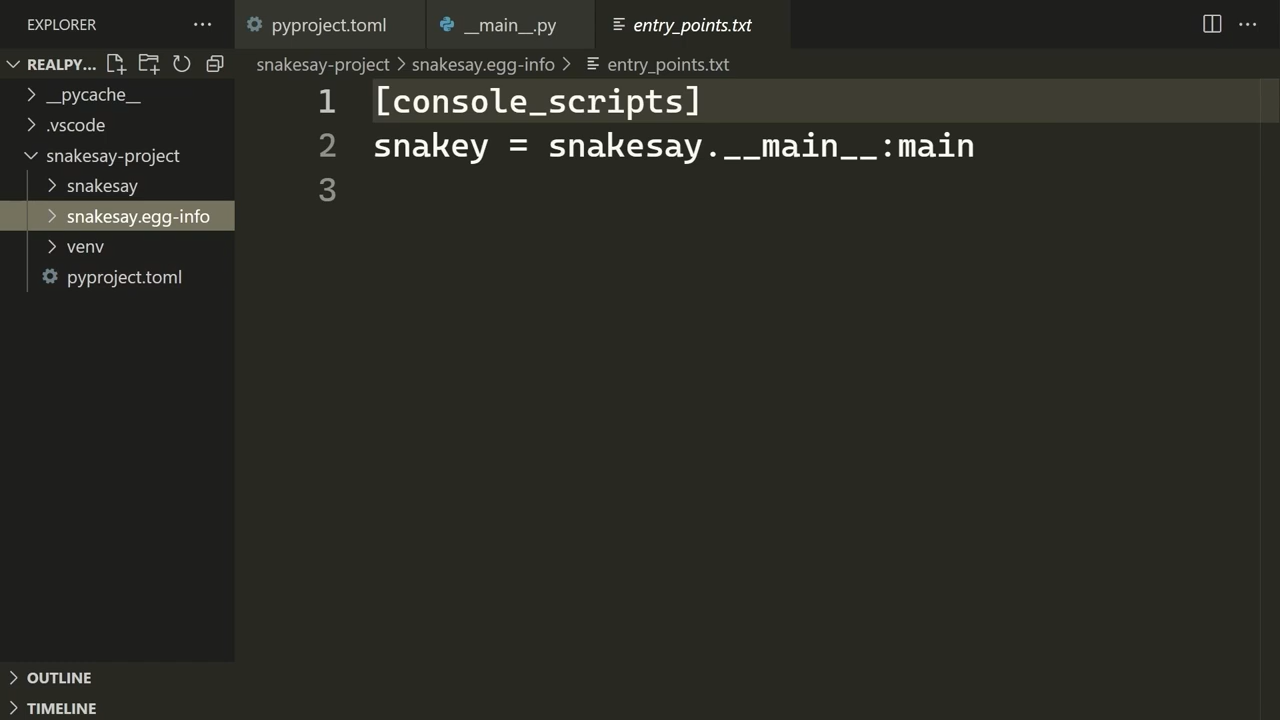 EXPLORER
pyproject.toml
__main__.py
entry_points.txt
REALPY...
snakesay-project > snakesay.egg-info > entry_points.txt
__pycache__
.vscode
snakesay-project
snakesay
snakesay.egg-info
venv
pyproject.toml
1 [console_scripts]
2 snakey = snakesay.__main__:main
3
OUTLINE
TIMELINE